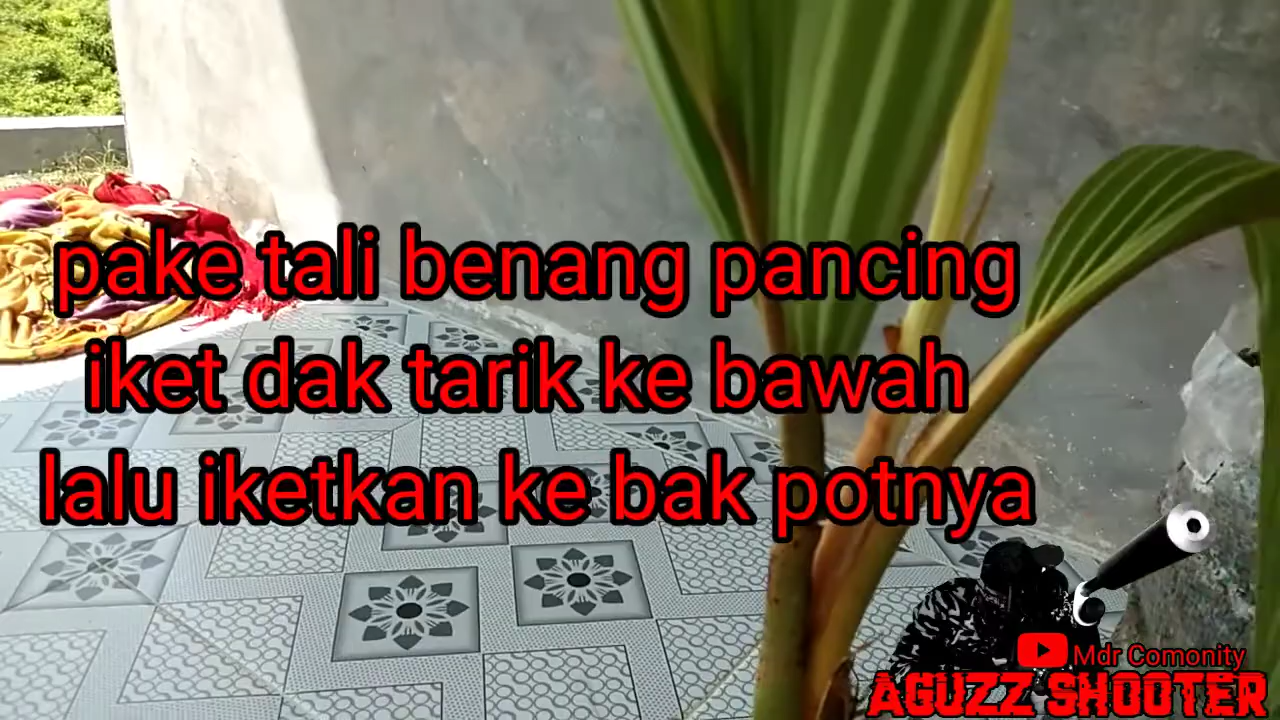 pake tali benang pancing
iket dak tarik ke bawah
lalu iketkan ke bak potnya
Mdr Comonity
AGUZZ SHOOTER